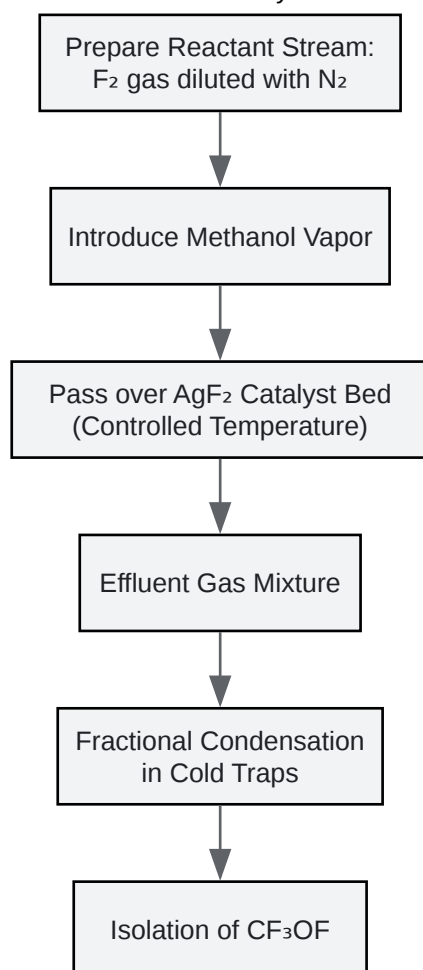 Prepare Reactant Stream:
F₂ gas diluted with N₂
Introduce Methanol Vapor
Pass over AgF₂ Catalyst Bed
(Controlled Temperature)
Effluent Gas Mixture
Fractional Condensation
in Cold Traps
Isolation of CF₃OF